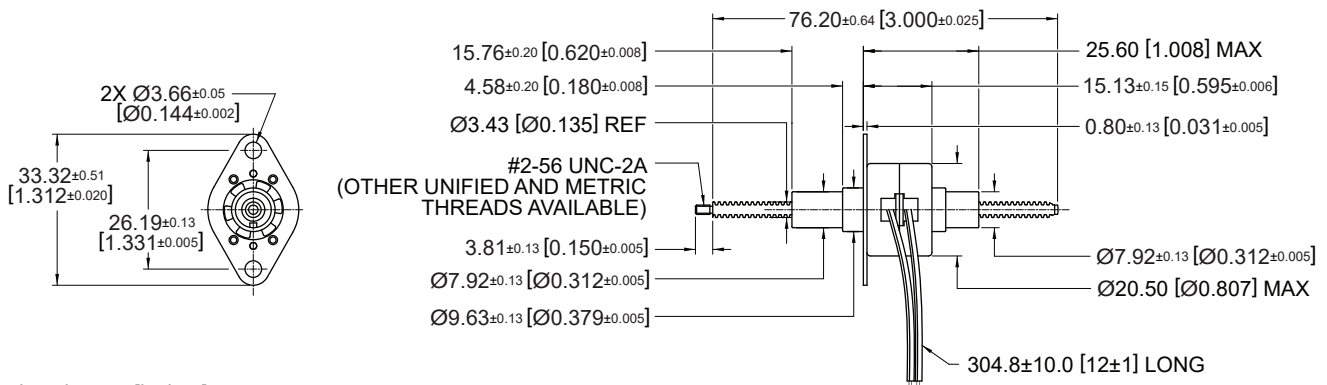 76.20±0.64 [3.000±0.025]
15.76±0.20 [0.620±0.008]
25.60 [1.008] MAX
2X Ø3.66±0.05
[Ø0.144±0.002]
4.58±0.20 [0.180±0.008]
15.13±0.15 [0.595±0.006]
Ø3.43 [Ø0.135] REF
0.80±0.13 [0.031±0.005]
33.32±0.51
[1.312±0.020]
#2-56 UNC-2A
(OTHER UNIFIED AND METRIC
THREADS AVAILABLE)
26.19±0.13
[1.331±0.005]
3.81±0.13 [0.150±0.005]
Ø7.92±0.13 [Ø0.312±0.005]
Ø7.92±0.13 [Ø0.312±0.005]
Ø20.50 [Ø0.807] MAX
Ø9.63±0.13 [Ø0.379±0.005]
304.8±10.0 [12±1] LONG